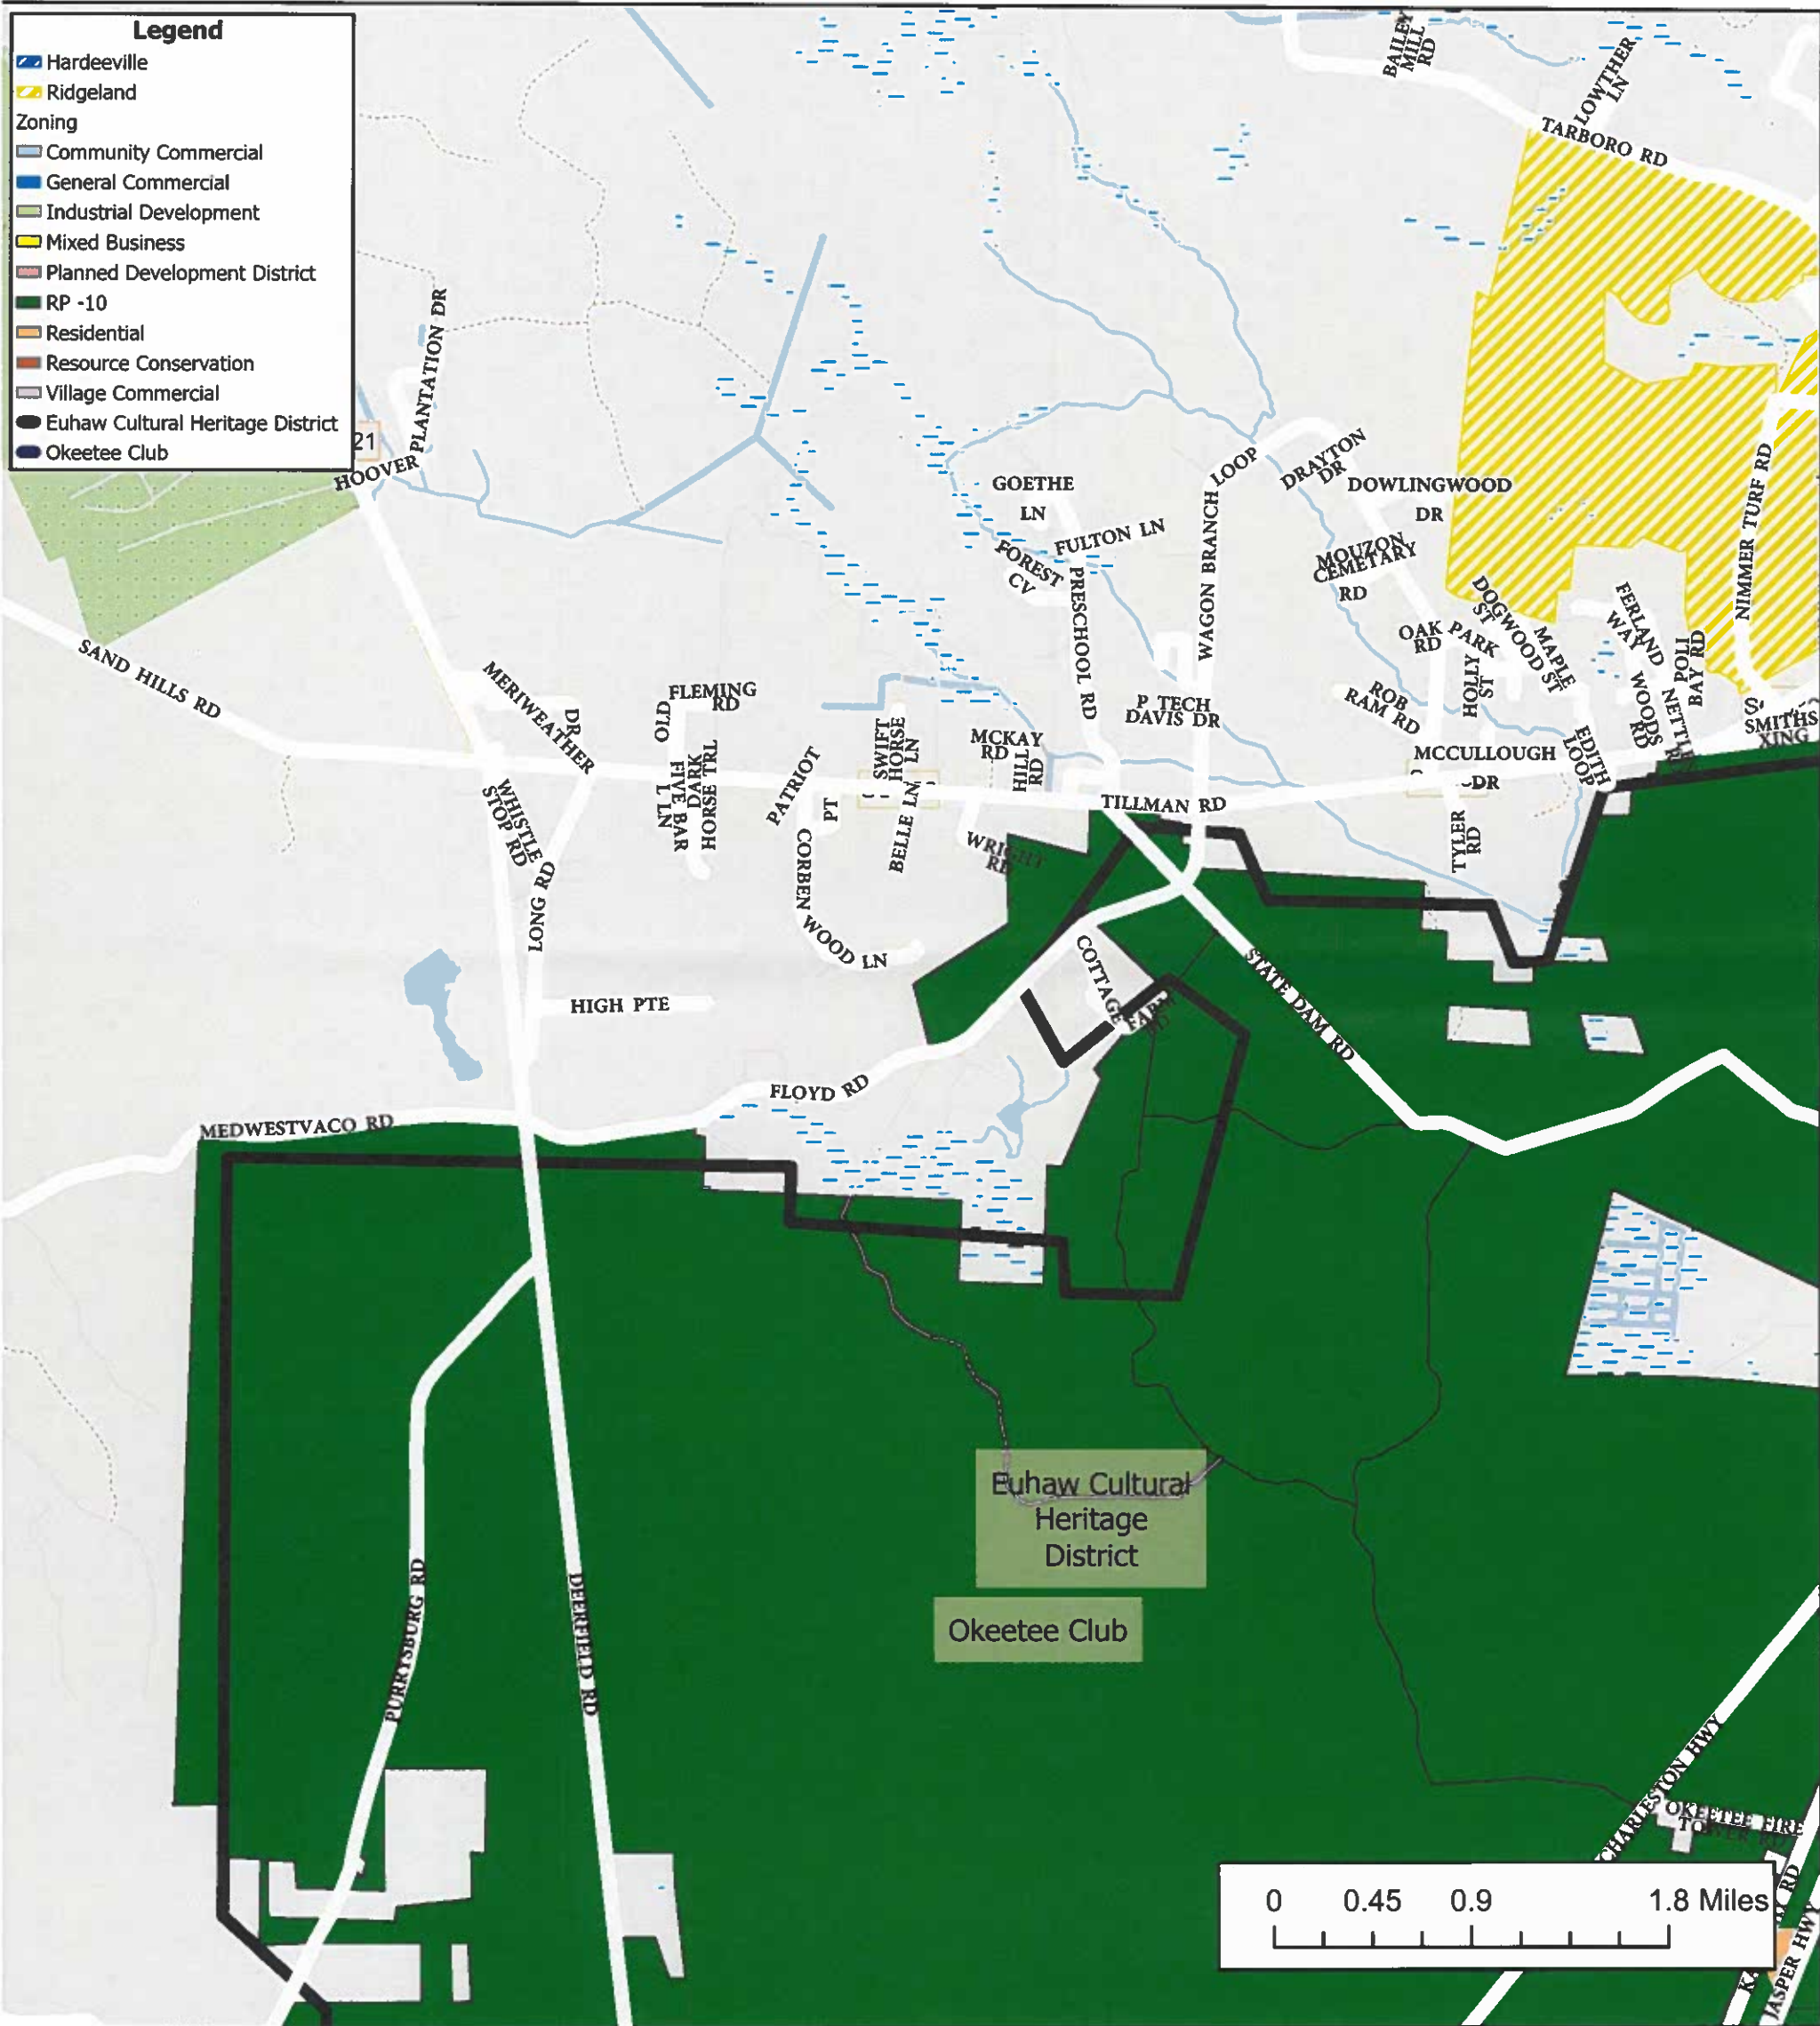 Legend
Hardeeville
Ridgeland
Zoning
Community Commercial
General Commercial
Industrial Development
Mixed Business
Planned Development District
RP -10
Residential
Resource Conservation
Village Commercial
Euhaw Cultural Heritage District
Okeetee Club
BAILEY
MILL
RD
LOWTHER
LN
TARBORO RD
PLANTATION DR
21
HOOVER
GOETHE
LN
FULTON LN
FOREST
CV
PRESCHOOL RD
WAGON BRANCH
LOOP
DRAYTON
DR
DOWLINGWOOD
DR
MOUZON
CEMETARY
RD
NIMMER TURF RD
DOGWOOD ST
ST
OAK PARK
RD
HOLLY
ST
MAPLE
FERLAND
WAY
WOODS
RD
NETTLE
POLI
BAY RD
SMITHS
XING
SAND HILLS RD
MERIWEATHER
DR
OLD
FLEMING
RD
P TECH
DAVIS DR
ROB
RAM RD
MCCULLOUGH
DR
EDITH
LOOP
WHISTLE
STOP RD
FIVE BAR
L LN
DARK
HORSE TRL
PATRIOT
PT
SWIFT
HORSE
LN
BELLE LN
MCKAY
RD
HILL
RD
TILLMAN RD
TYLER
RD
WRIGHT
RD
LONG RD
CORBEN WOOD LN
COTTAGE
FARM
STATE DAM RD
HIGH PTE
FLOYD RD
MEDWESTVACO RD
Euhaw Cultural
Heritage
District
Okeetee Club
PURRYSBURG RD
DEERFIELD RD
CHARLESTON HWY
OKEETEE FIRE
TOWER RD
RD
JASPER HWY
0 0.45 0.9 1.8 Miles